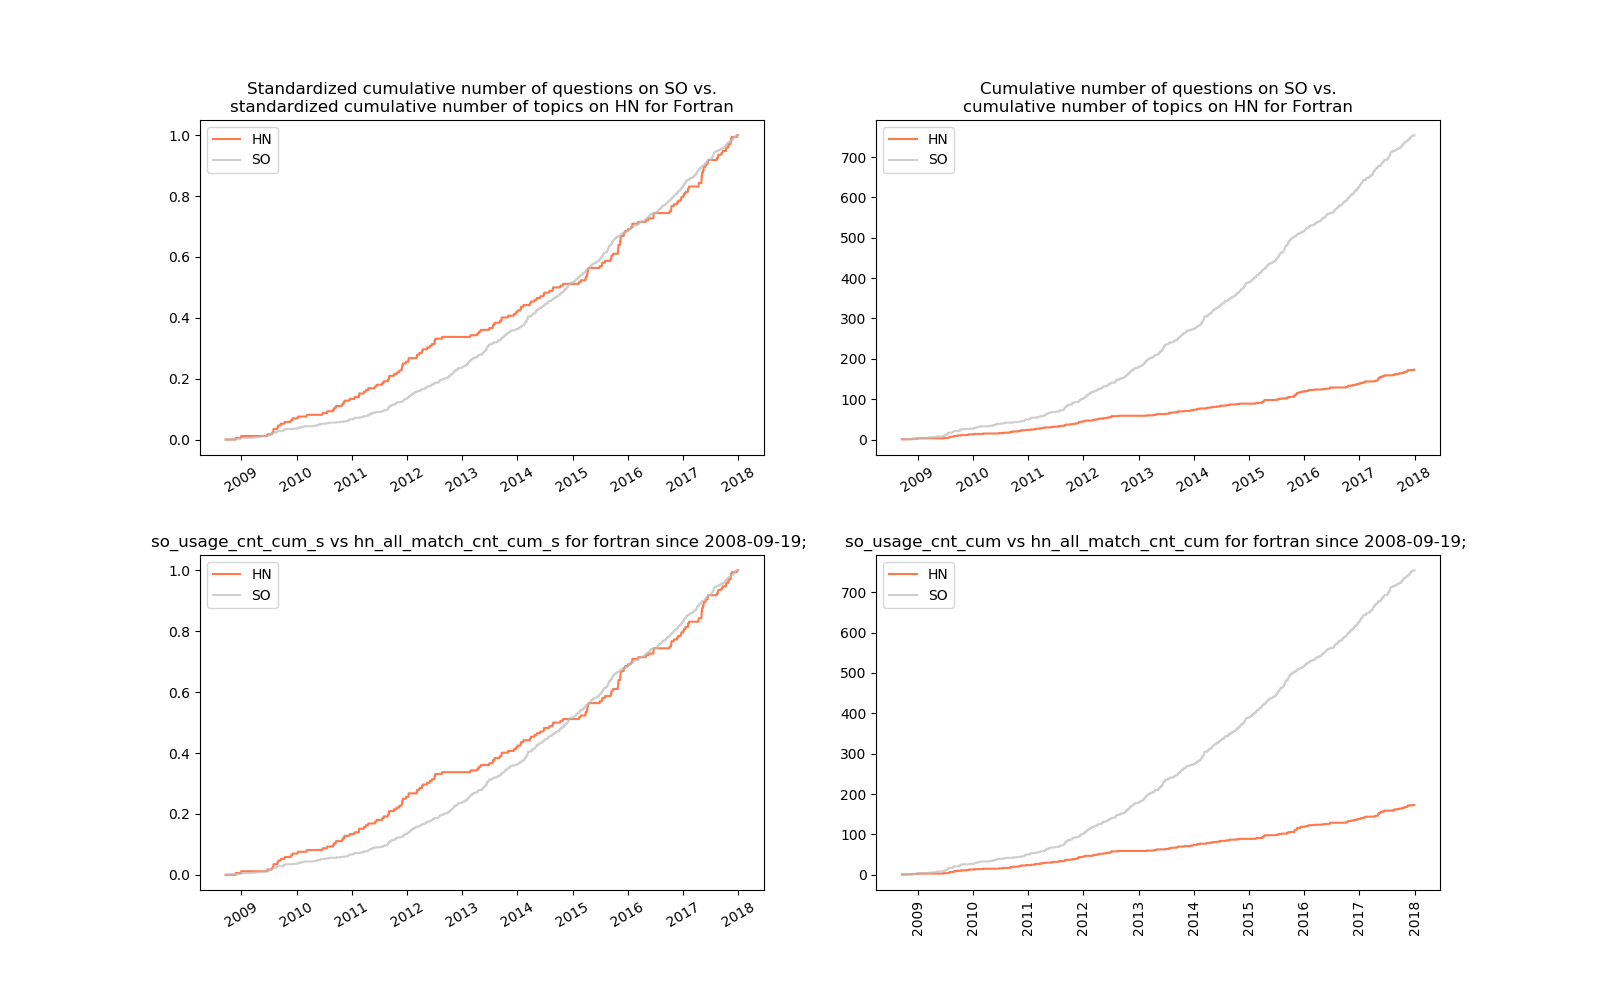 Standardized cumulative number of questions on SO vs.
standardized cumulative number of topics on HN for Fortran
HN
SO
1.0
0.8
0.6
0.4
0.2
0.0
2009 2010 2011 2012 2013 2014 2015 2016 2017 2018
Cumulative number of questions on SO vs.
cumulative number of topics on HN for Fortran
HN
SO
700
600
500
400
300
200
100
0
2009 2010 2011 2012 2013 2014 2015 2016 2017 2018
so_usage_cnt_cum_s vs hn_all_match_cnt_cum_s for fortran since 2008-09-19;
HN
SO
1.0
0.8
0.6
0.4
0.2
0.0
2009 2010 2011 2012 2013 2014 2015 2016 2017 2018
so_usage_cnt_cum vs hn_all_match_cnt_cum for fortran since 2008-09-19;
HN
SO
700
600
500
400
300
200
100
0
2009 2010 2011 2012 2013 2014 2015 2016 2017 2018